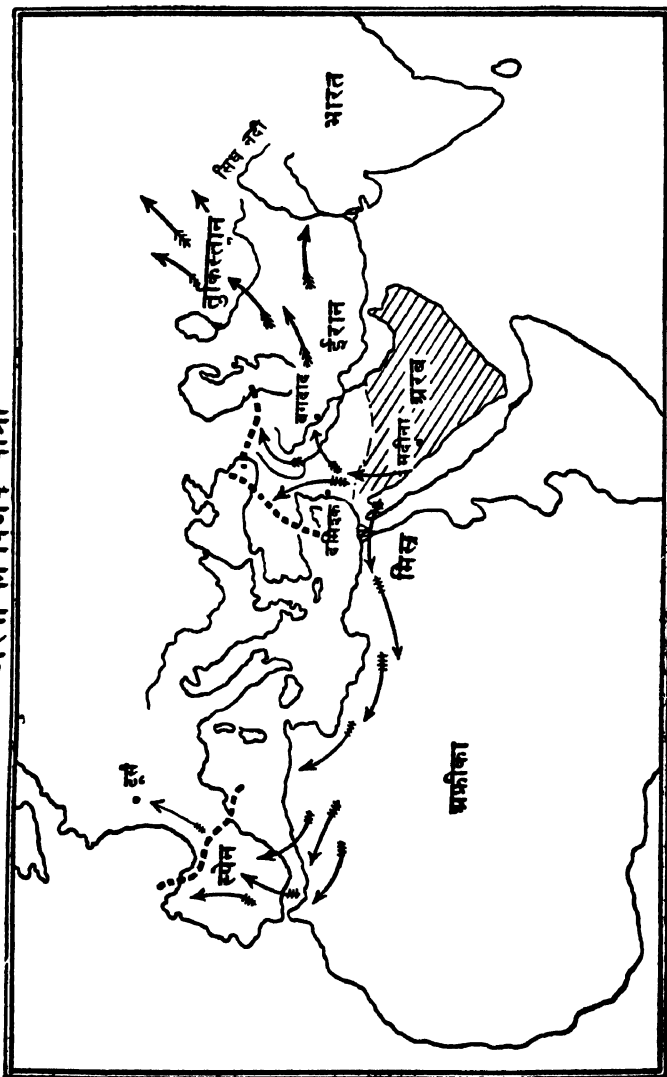 तुर्किस्तान
सिंध नदी
भारत
बगदाद
ईरान
दमिश्क
मदीना
अरब
मिस्र
टूर्स
स्पेन
अफ्रीका